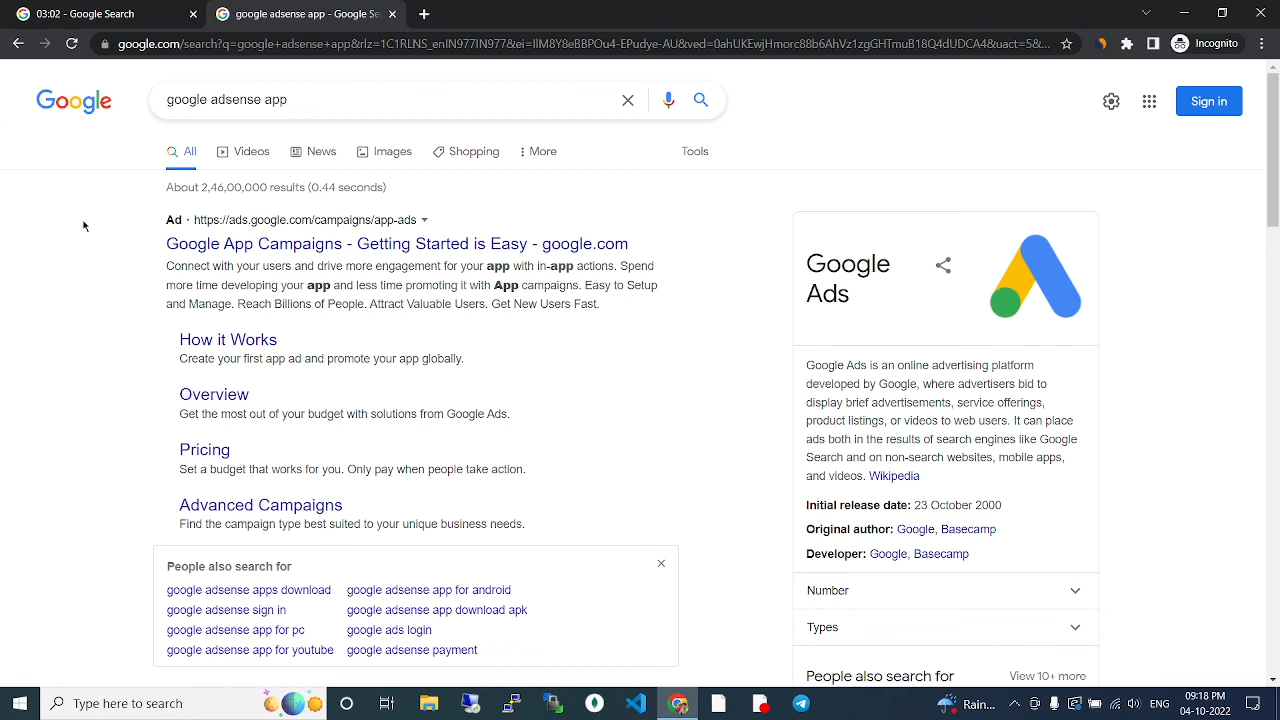 03:02 - Google Search
google adsense app - Google Se
google.com/search?q=google+adsense+app&rlz=1C1RLNS_enIN977IN977&ei=IlM8Y8eBBPOu4-EPudye-AU&ved=0ahUKEwjHmorc88b6AhVz1zgGHTmuB18Q4dUDCA4&uact=5&...
Incognito
Google
google adsense app
Sign in
All
Videos
News
Images
Shopping
More
Tools
About 2,46,00,000 results (0.44 seconds)
Ad · https://ads.google.com/campaigns/app-ads
Google App Campaigns - Getting Started is Easy - google.com
Connect with your users and drive more engagement for your app with in-app actions. Spend
more time developing your app and less time promoting it with App campaigns. Easy to Setup
and Manage. Reach Billions of People. Attract Valuable Users. Get New Users Fast.
How it Works
Create your first app ad and promote your app globally.
Overview
Get the most out of your budget with solutions from Google Ads.
Pricing
Set a budget that works for you. Only pay when people take action.
Advanced Campaigns
Find the campaign type best suited to your unique business needs.
People also search for
google adsense apps download
google adsense app for android
google adsense sign in
google adsense app download apk
google adsense app for pc
google ads login
google adsense app for youtube
google adsense payment
Google
Ads
Google Ads is an online advertising platform
developed by Google, where advertisers bid to
display brief advertisements, service offerings,
product listings, or videos to web users. It can place
ads both in the results of search engines like Google
Search and on non-search websites, mobile apps,
and videos. Wikipedia
Initial release date: 23 October 2000
Original author: Google, Basecamp
Developer: Google, Basecamp
Number
Types
People also search for
View 10+ more
Type here to search
Rain...
ENG
09:18 PM
04-10-2022